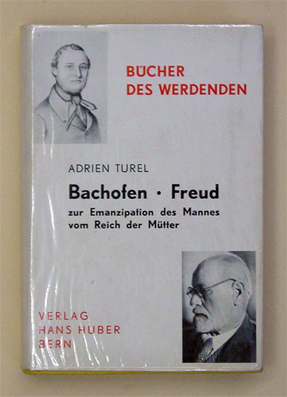 BÜCHER
DES WERDENDEN
ADRIEN TUREL
Bachofen · Freud
zur Emanzipation des Mannes
vom Reich der Mütter
VERLAG
HANS HUBER
BERN